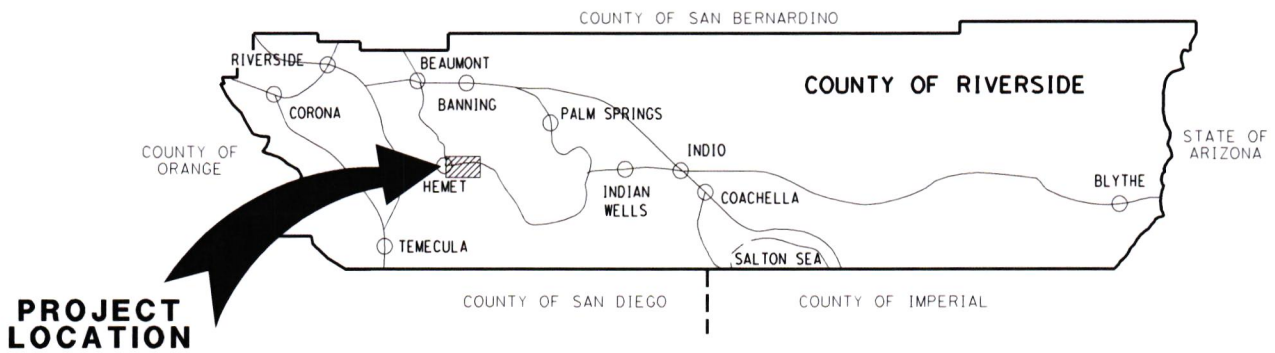 COUNTY OF SAN BERNARDINO
RIVERSIDE
BEAUMONT
COUNTY OF RIVERSIDE
BANNING
CORONA
PALM SPRINGS
STATE OF
ARIZONA
COUNTY OF
ORANGE
INDIO
HEMET
INDIAN
WELLS
COACHELLA
BLYTHE
TEMECULA
SALTON SEA
PROJECT
LOCATION
COUNTY OF SAN DIEGO
COUNTY OF IMPERIAL